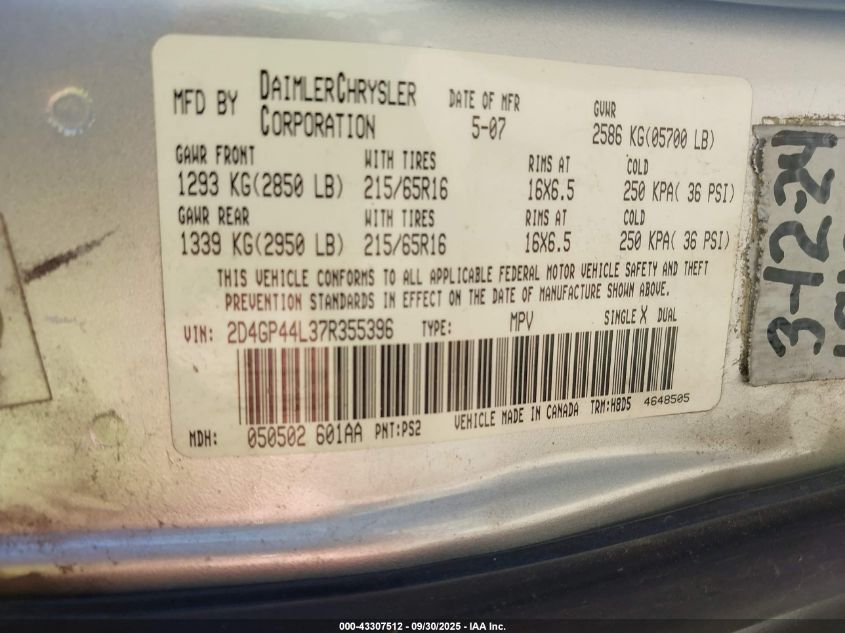 MFD BY DAIMLERCHRYSLER CORPORATION DATE OF MFR 5-07 GVWR 2586 KG(05700 LB)
GAWR FRONT WITH TIRES RIMS AT COLD
1293 KG(2850 LB) 215/65R16 16X6.5 250 KPA( 36 PSI)
GAWR REAR WITH TIRES RIMS AT COLD
1339 KG(2950 LB) 215/65R16 16X6.5 250 KPA( 36 PSI)
THIS VEHICLE CONFORMS TO ALL APPLICABLE FEDERAL MOTOR VEHICLE SAFETY AND THEFT
PREVENTION STANDARDS IN EFFECT ON THE DATE OF MANUFACTURE SHOWN ABOVE.
VIN: 2D4GP44L37R355396 TYPE: MPV SINGLE X DUAL
MDH: 050502 601AA PNT:PS2 VEHICLE MADE IN CANADA TRM:H8D5 4648505
3-12-24
000-43307512 - 09/30/2025 - IAA Inc.